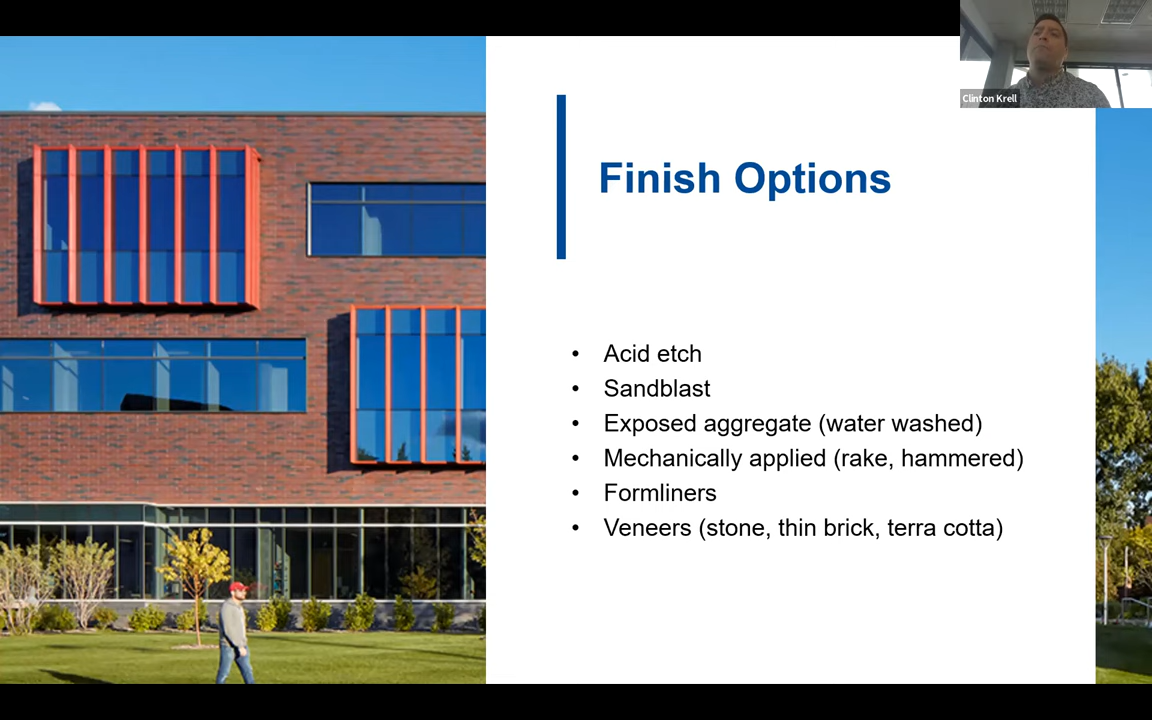 Clinton Krell
Finish Options
• Acid etch
• Sandblast
• Exposed aggregate (water washed)
• Mechanically applied (rake, hammered)
• Formliners
• Veneers (stone, thin brick, terra cotta)